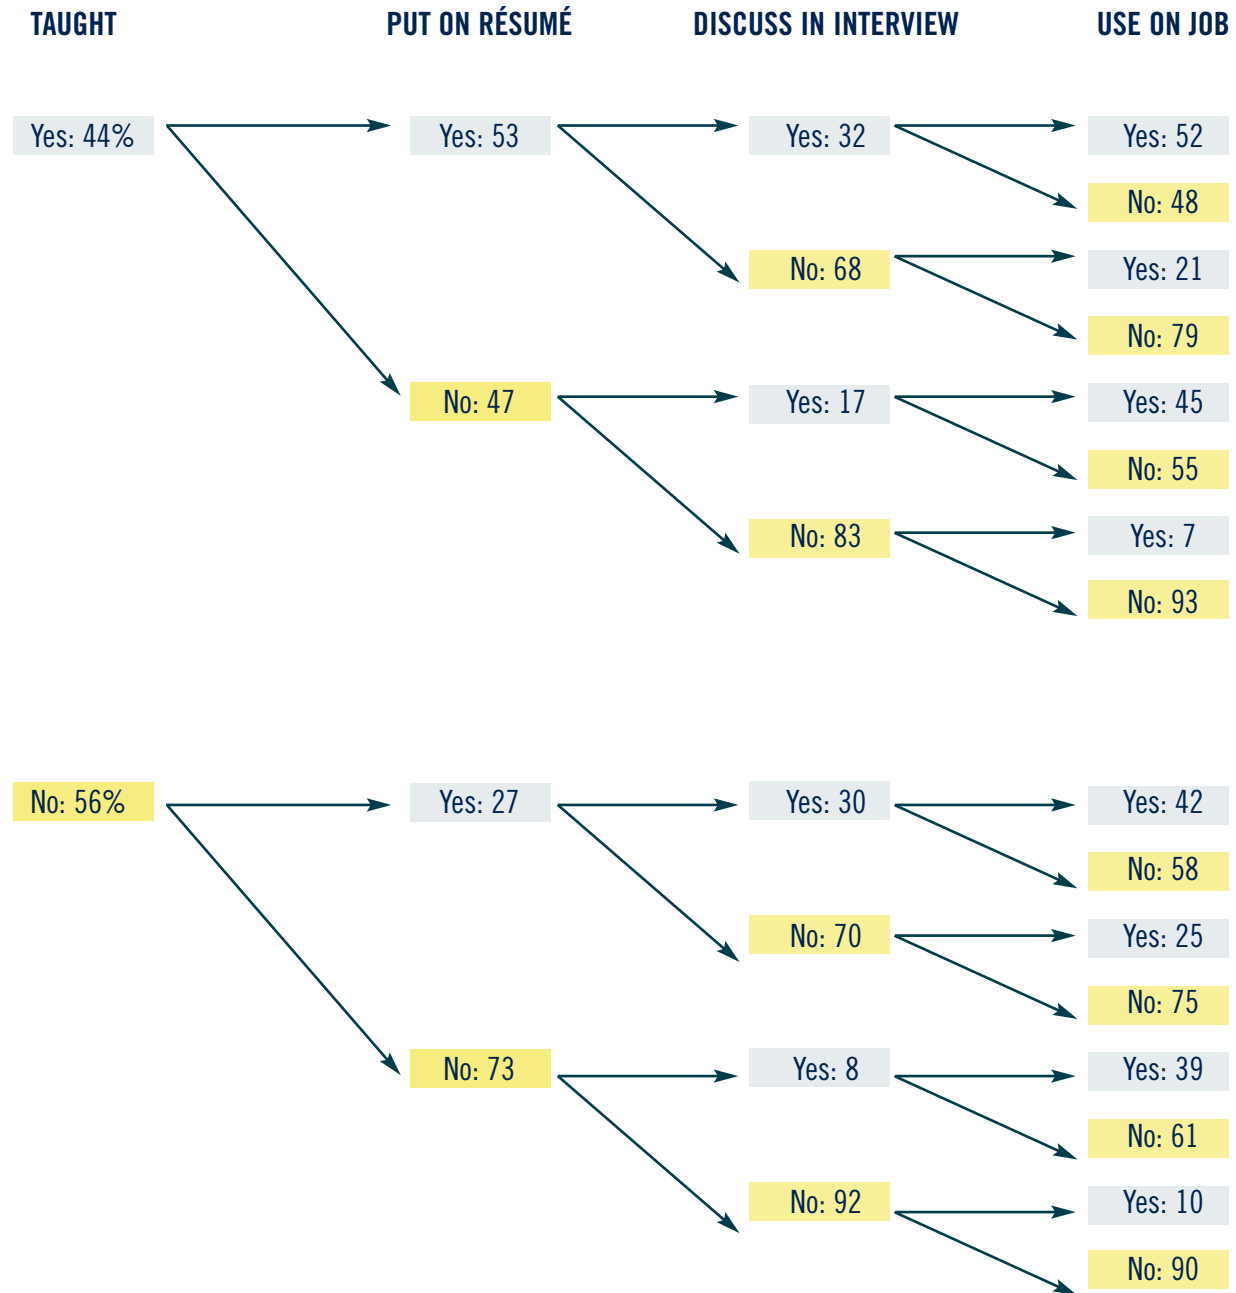 TAUGHT PUT ON RÉSUMÉ DISCUSS IN INTERVIEW USE ON JOB
Yes: 44% Yes: 53 Yes: 32 Yes: 52
No: 48
No: 68 Yes: 21
No: 79
No: 47 Yes: 17 Yes: 45
No: 55
No: 83 Yes: 7
No: 93
No: 56% Yes: 27 Yes: 30 Yes: 42
No: 58
No: 70 Yes: 25
No: 75
No: 73 Yes: 8 Yes: 39
No: 61
No: 92 Yes: 10
No: 90